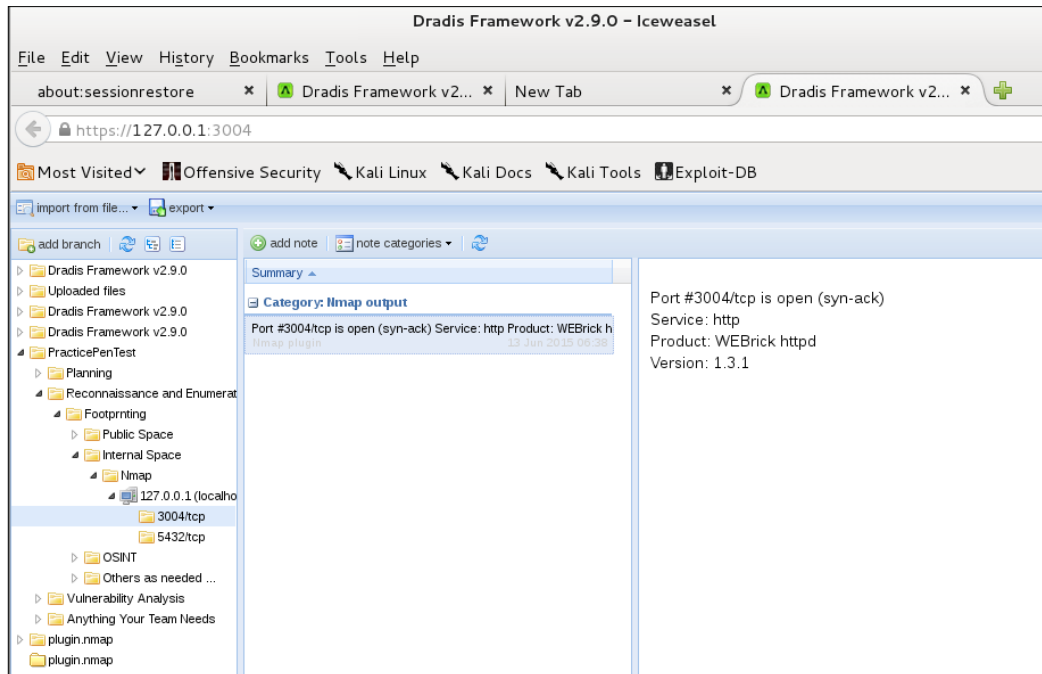 Dradis Framework v2.9.0 - Iceweasel
File Edit View History Bookmarks Tools Help
about:sessionrestore × Dradis Framework v2... × New Tab × Dradis Framework v2... ×
https://127.0.0.1:3004
Most Visited Offensive Security Kali Linux Kali Docs Kali Tools Exploit-DB
import from file... export
add branch
Dradis Framework v2.9.0
Uploaded files
Dradis Framework v2.9.0
Dradis Framework v2.9.0
PracticePenTest
Planning
Reconnaissance and Enumerat
Footprnting
Public Space
Internal Space
Nmap
127.0.0.1 (localho
3004/tcp
5432/tcp
OSINT
Others as needed ...
Vulnerability Analysis
Anything Your Team Needs
plugin.nmap
plugin.nmap
add note note categories
Summary
Category: Nmap output
Port #3004/tcp is open (syn-ack) Service: http Product: WEBrick h
Nmap plugin 13 Jun 2015 06:38
Port #3004/tcp is open (syn-ack)
Service: http
Product: WEBrick httpd
Version: 1.3.1